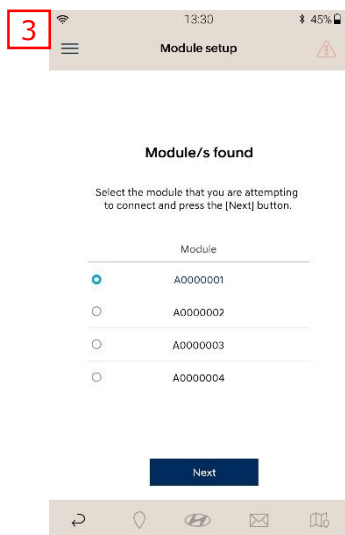 3
13:30
45%
Module setup
Module/s found
Select the module that you are attempting
to connect and press the [Next] button.
Module
A0000001
A0000002
A0000003
A0000004
Next